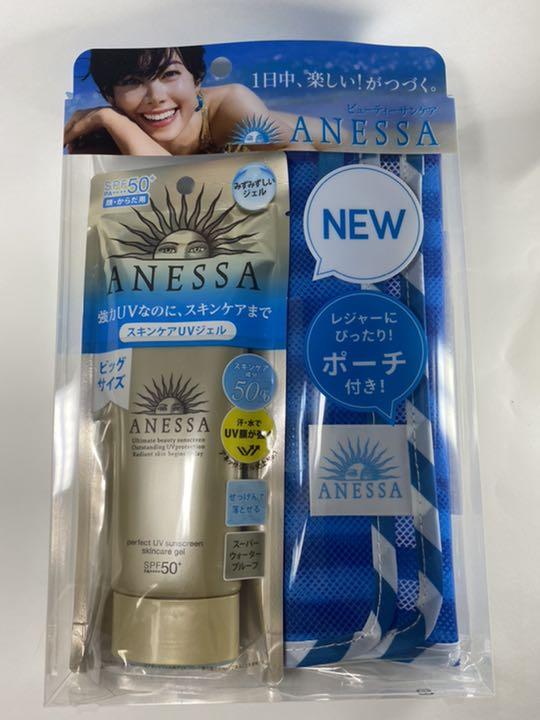 1日中、楽しい!がつづく。
ビューティーサンケア
ANESSA
SPF50+
PA++++
顔・からだ用
みずみずしい
ジェル
ANESSA
強力UVなのに、スキンケアまで
スキンケアUVジェル
ビッグ
サイズ
スキンケア
成分
50%
ANESSA
Ultimate beauty sunscreen
Outstanding UV protection
汗・水で
UV膜が
せっけんで
落とせる
perfect UV sunscreen
skincare gel
SPF50+
PA++++
スーパー
ウォーター
プルーフ
NEW
レジャーに
ぴったり!
ポーチ
付き!
ANESSA